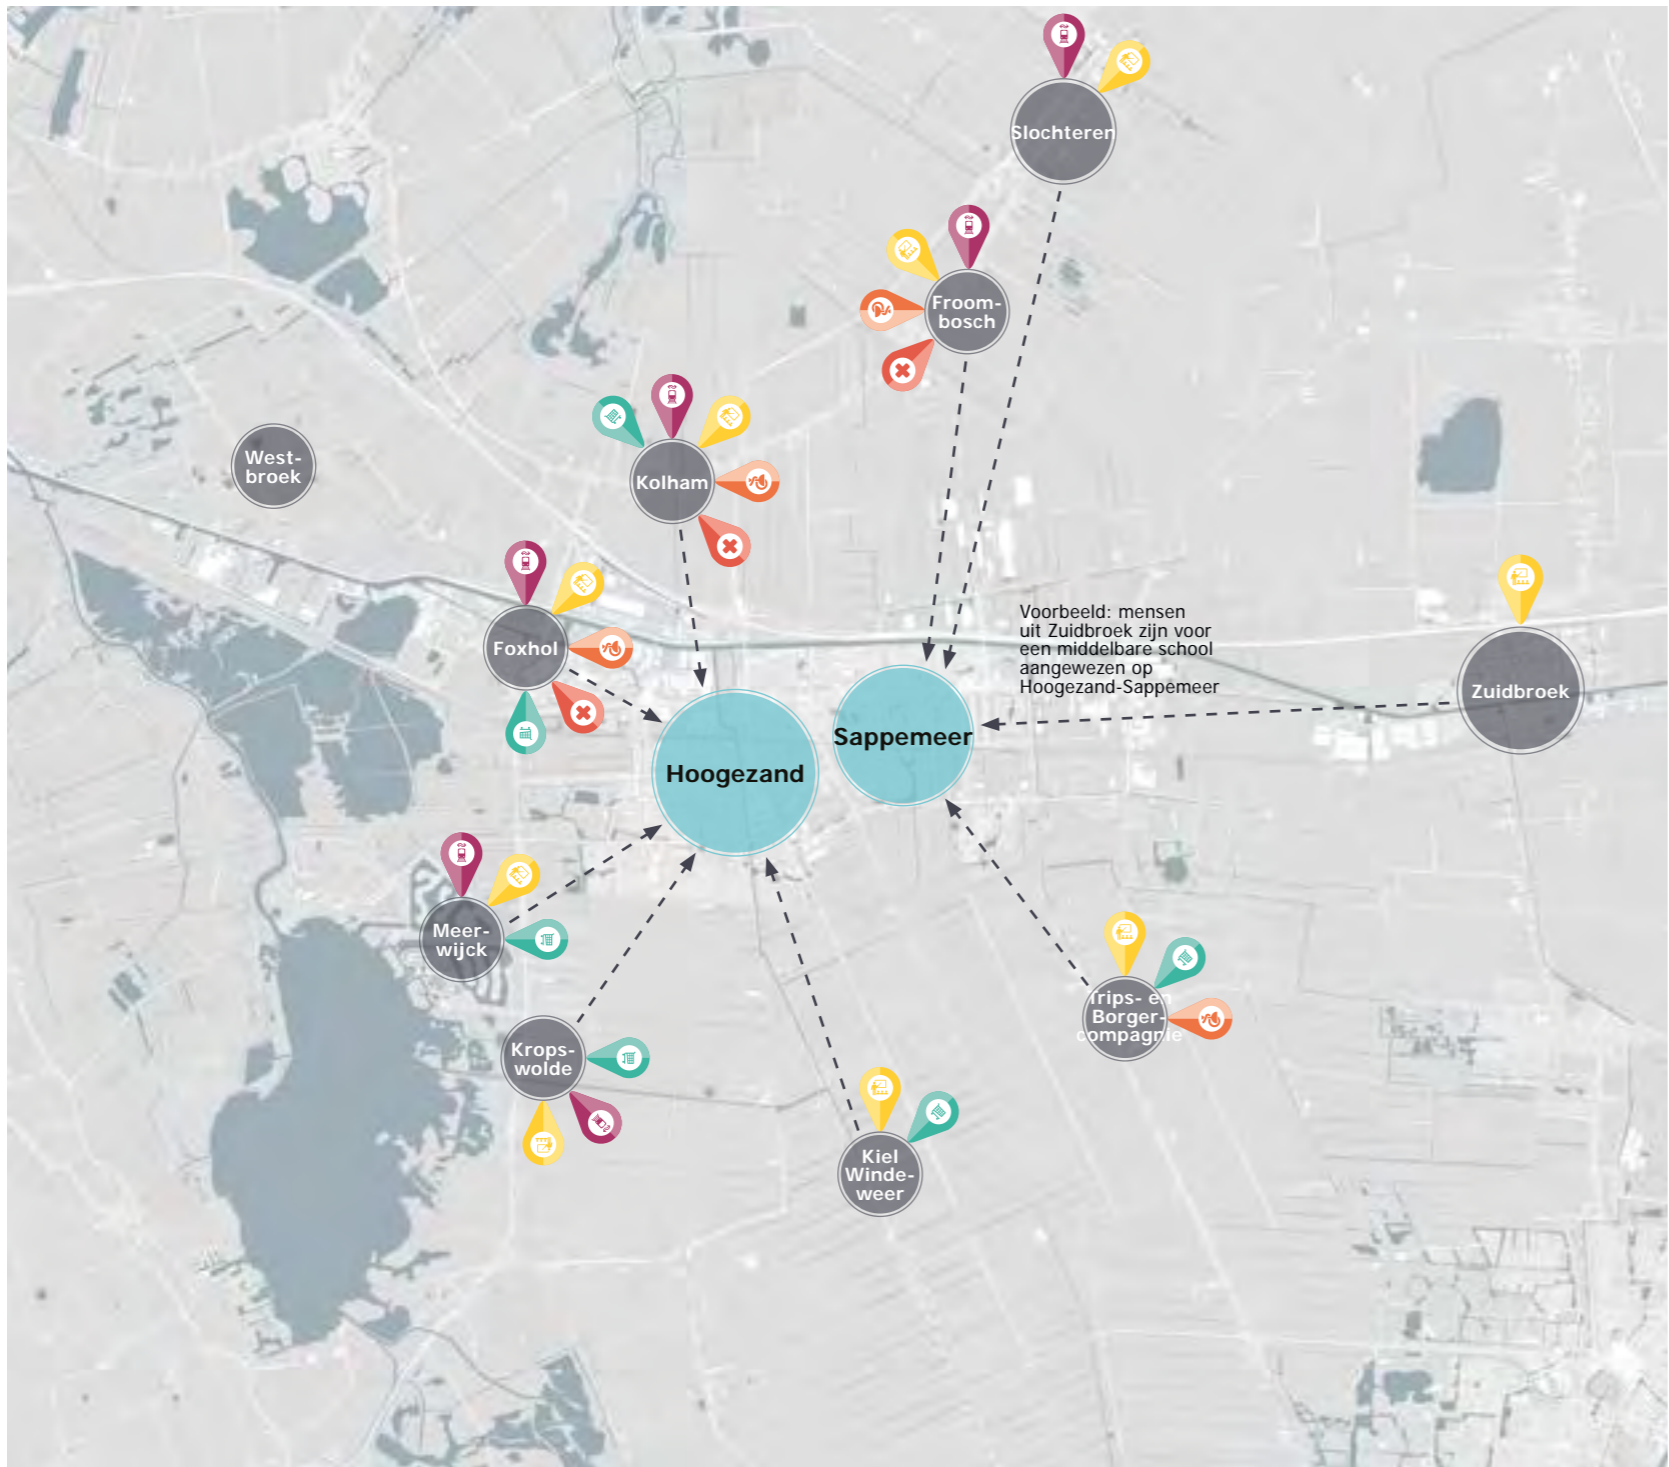 Slochteren
Froom-
bosch
West-
broek
Kolham
Foxhol
Voorbeeld: mensen
uit Zuidbroek zijn voor
een middelbare school
aangewezen op
Hoogezand-Sappemeer
Zuidbroek
Sappemeer
Hoogezand
Meer-
wijck
Trips- en
Borger-
compagnie
Krops-
wolde
Kiel
Winde-
weer